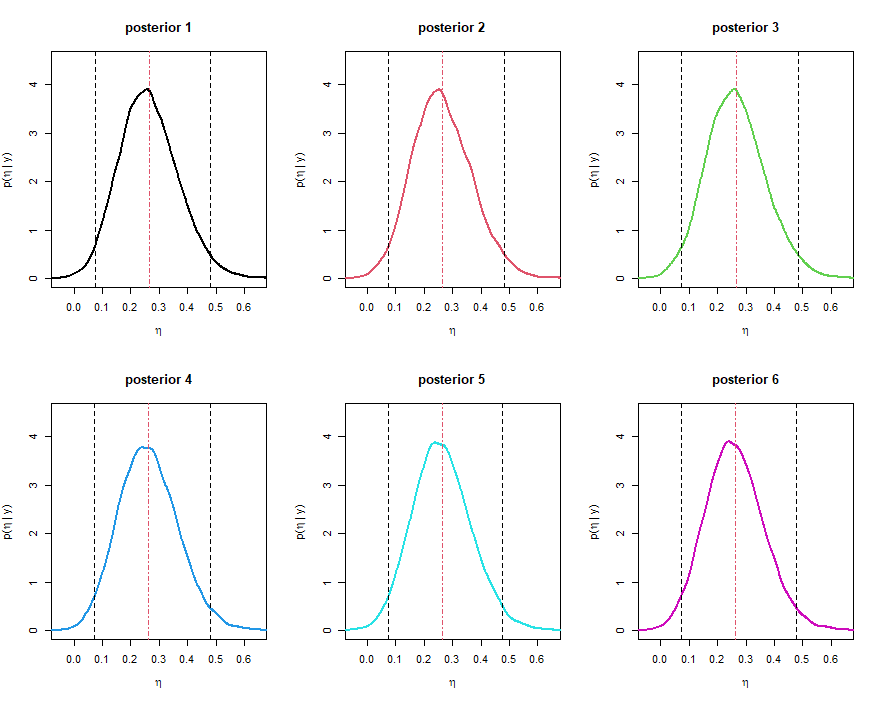 posterior 1
p(η | y)
0 1 2 3 4
0.0 0.1 0.2 0.3 0.4 0.5 0.6
η
posterior 2
p(η | y)
0 1 2 3 4
0.0 0.1 0.2 0.3 0.4 0.5 0.6
η
posterior 3
p(η | y)
0 1 2 3 4
0.0 0.1 0.2 0.3 0.4 0.5 0.6
η
posterior 4
p(η | y)
0 1 2 3 4
0.0 0.1 0.2 0.3 0.4 0.5 0.6
η
posterior 5
p(η | y)
0 1 2 3 4
0.0 0.1 0.2 0.3 0.4 0.5 0.6
η
posterior 6
p(η | y)
0 1 2 3 4
0.0 0.1 0.2 0.3 0.4 0.5 0.6
η